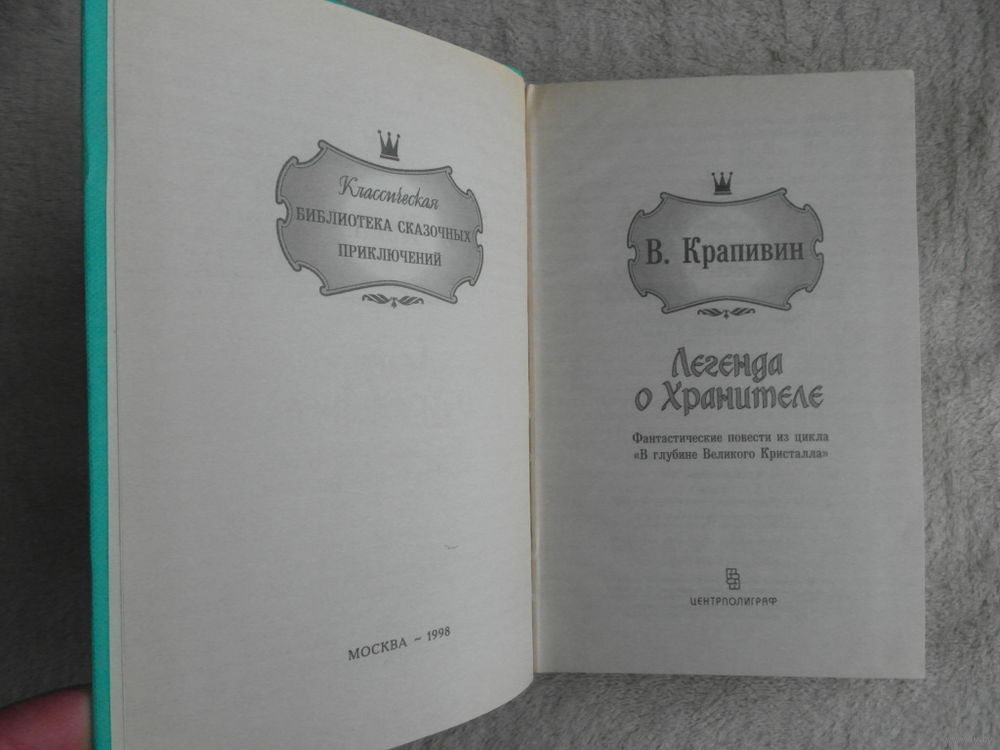 Классическая
БИБЛИОТЕКА СКАЗОЧНЫХ
ПРИКЛЮЧЕНИЙ
МОСКВА ~ 1998
В. Крапивин
Легенда
о Хранителе
Фантастические повести из цикла
«В глубине Великого Кристалла»
ЦЕНТРПОЛИГРАФ